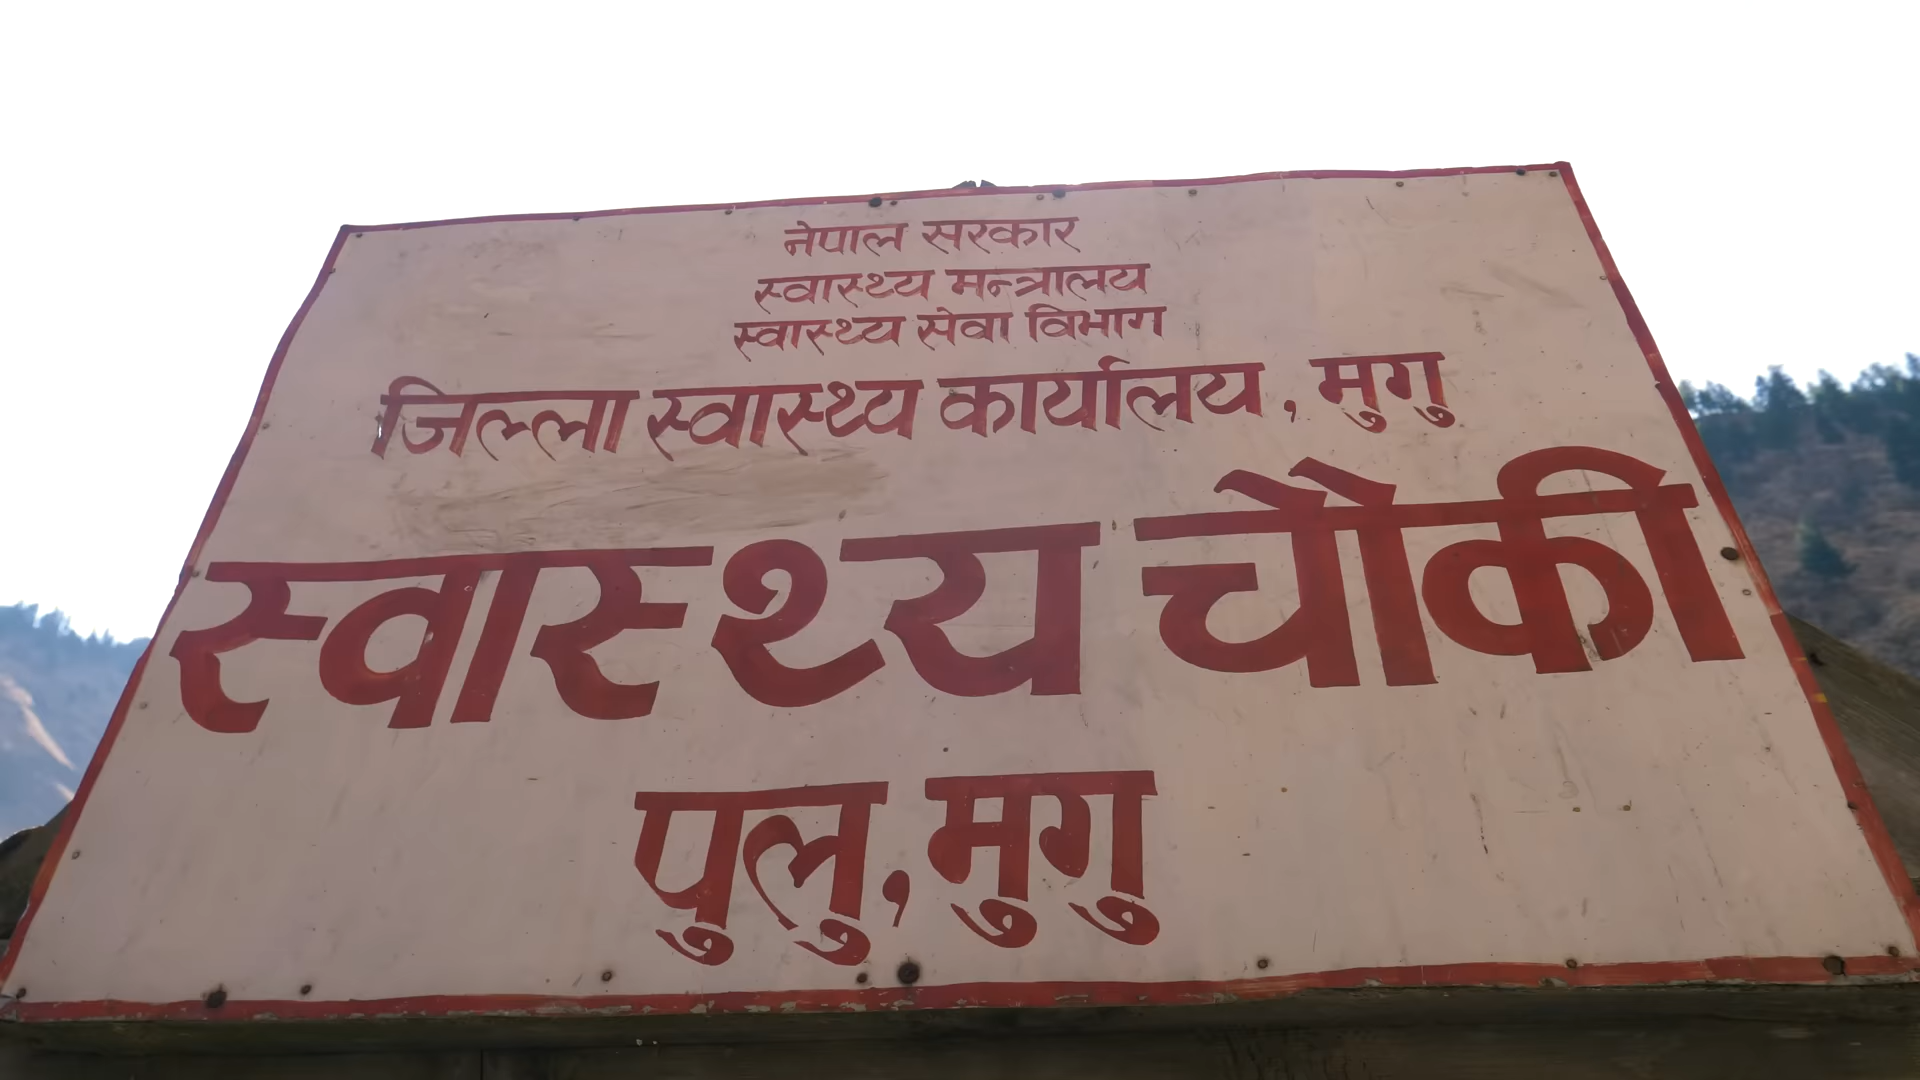 नेपाल सरकार
स्वास्थ्य मन्त्रालय
स्वास्थ्य सेवा विभाग
जिल्ला स्वास्थ्य कार्यालय, मुगु
स्वास्थ्य चौकी
पुलु, मुगु